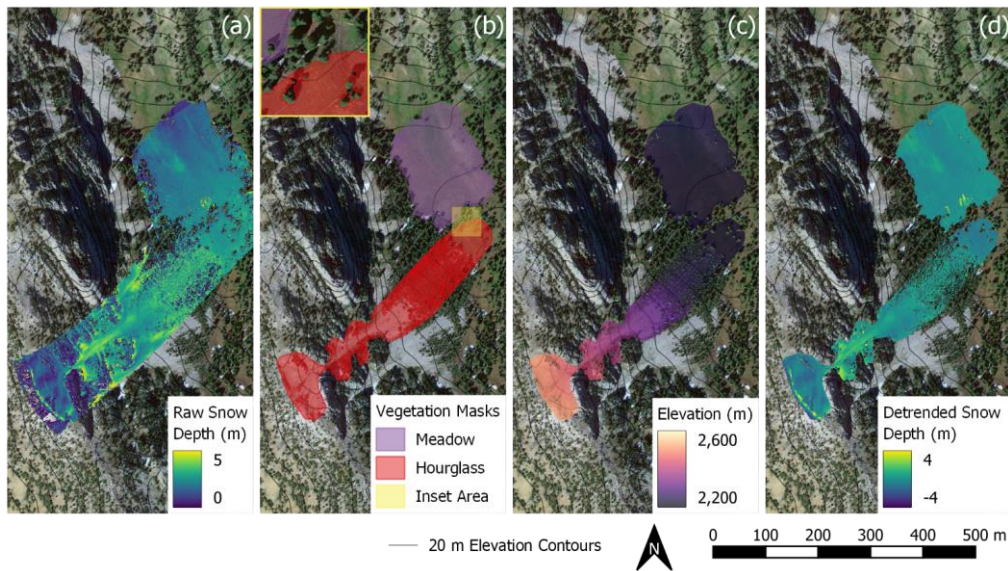 (a)
(b)
(c)
(d)
Raw Snow
Depth (m)
5
0
Vegetation Masks
Meadow
Hourglass
Inset Area
Elevation (m)
2,600
2,200
Detrended Snow
Depth (m)
4
-4
20 m Elevation Contours
N
0 100 200 300 400 500 m